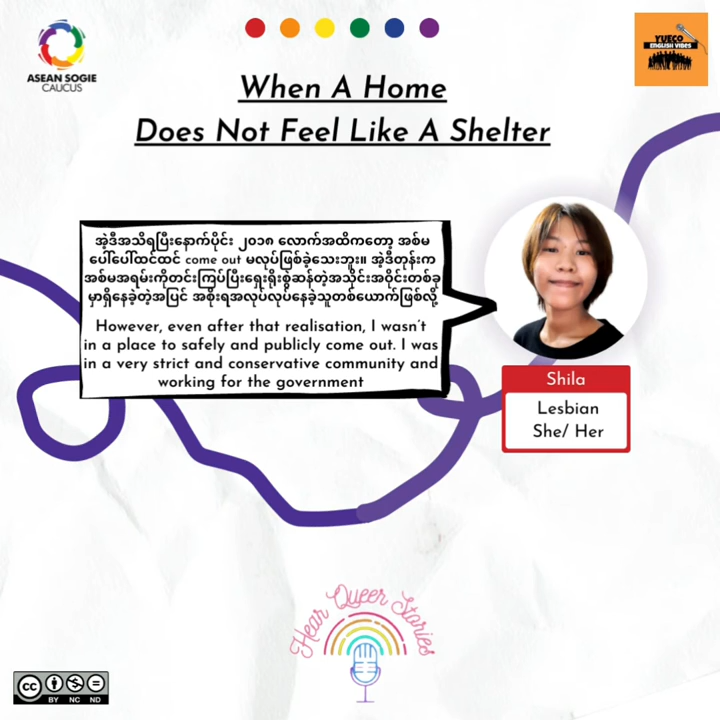 ASEAN SOGIE
CAUCUS
YUECO
ENGLISH VIBES
When A Home
Does Not Feel Like A Shelter
အဲ့ဒီအသိရပြီးနောက်ပိုင်း ၂၀၁၈ လောက်အထိကတော့ အစ်မ
ပေါ်ပေါ်ထင်ထင် come out မလုပ်ဖြစ်ခဲ့သေးဘူး။ အဲ့ဒီတုန်းက
အစ်မအရမ်းကိုတင်းကြပ်ပြီးရှေးရိုးစွဲဆန်တဲ့အသိုင်းအဝိုင်းတစ်ခု
မှာရှိနေခဲ့တဲ့အပြင် အစိုးရအလုပ်လုပ်နေခဲ့သူတစ်ယောက်ဖြစ်လို့
However, even after that realisation, I wasn't
in a place to safely and publicly come out. I was
in a very strict and conservative community and
working for the government
Shila
Lesbian
She/ Her
Hear Queer Stories
cc
BY NC ND